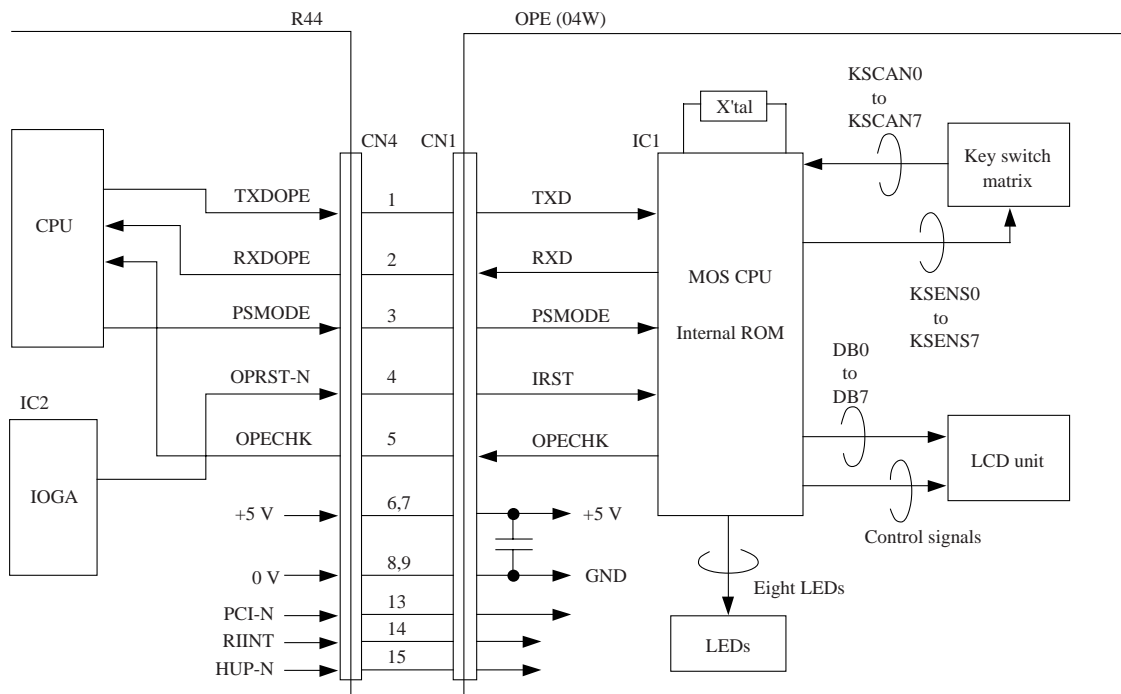 R44
OPE (04W)
KSCAN0
to
KSCAN7
X'tal
CN4
CN1
IC1
Key switch
matrix
CPU
TXDOPE
1
TXD
RXDOPE
2
RXD
MOS CPU
Internal ROM
PSMODE
3
PSMODE
KSENS0
to
KSENS7
OPRST-N
4
IRST
DB0
to
DB7
IC2
OPECHK
5
OPECHK
LCD unit
IOGA
+5 V
6,7
+5 V
Control signals
0 V
8,9
GND
Eight LEDs
PCI-N
13
RIINT
14
HUP-N
15
LEDs